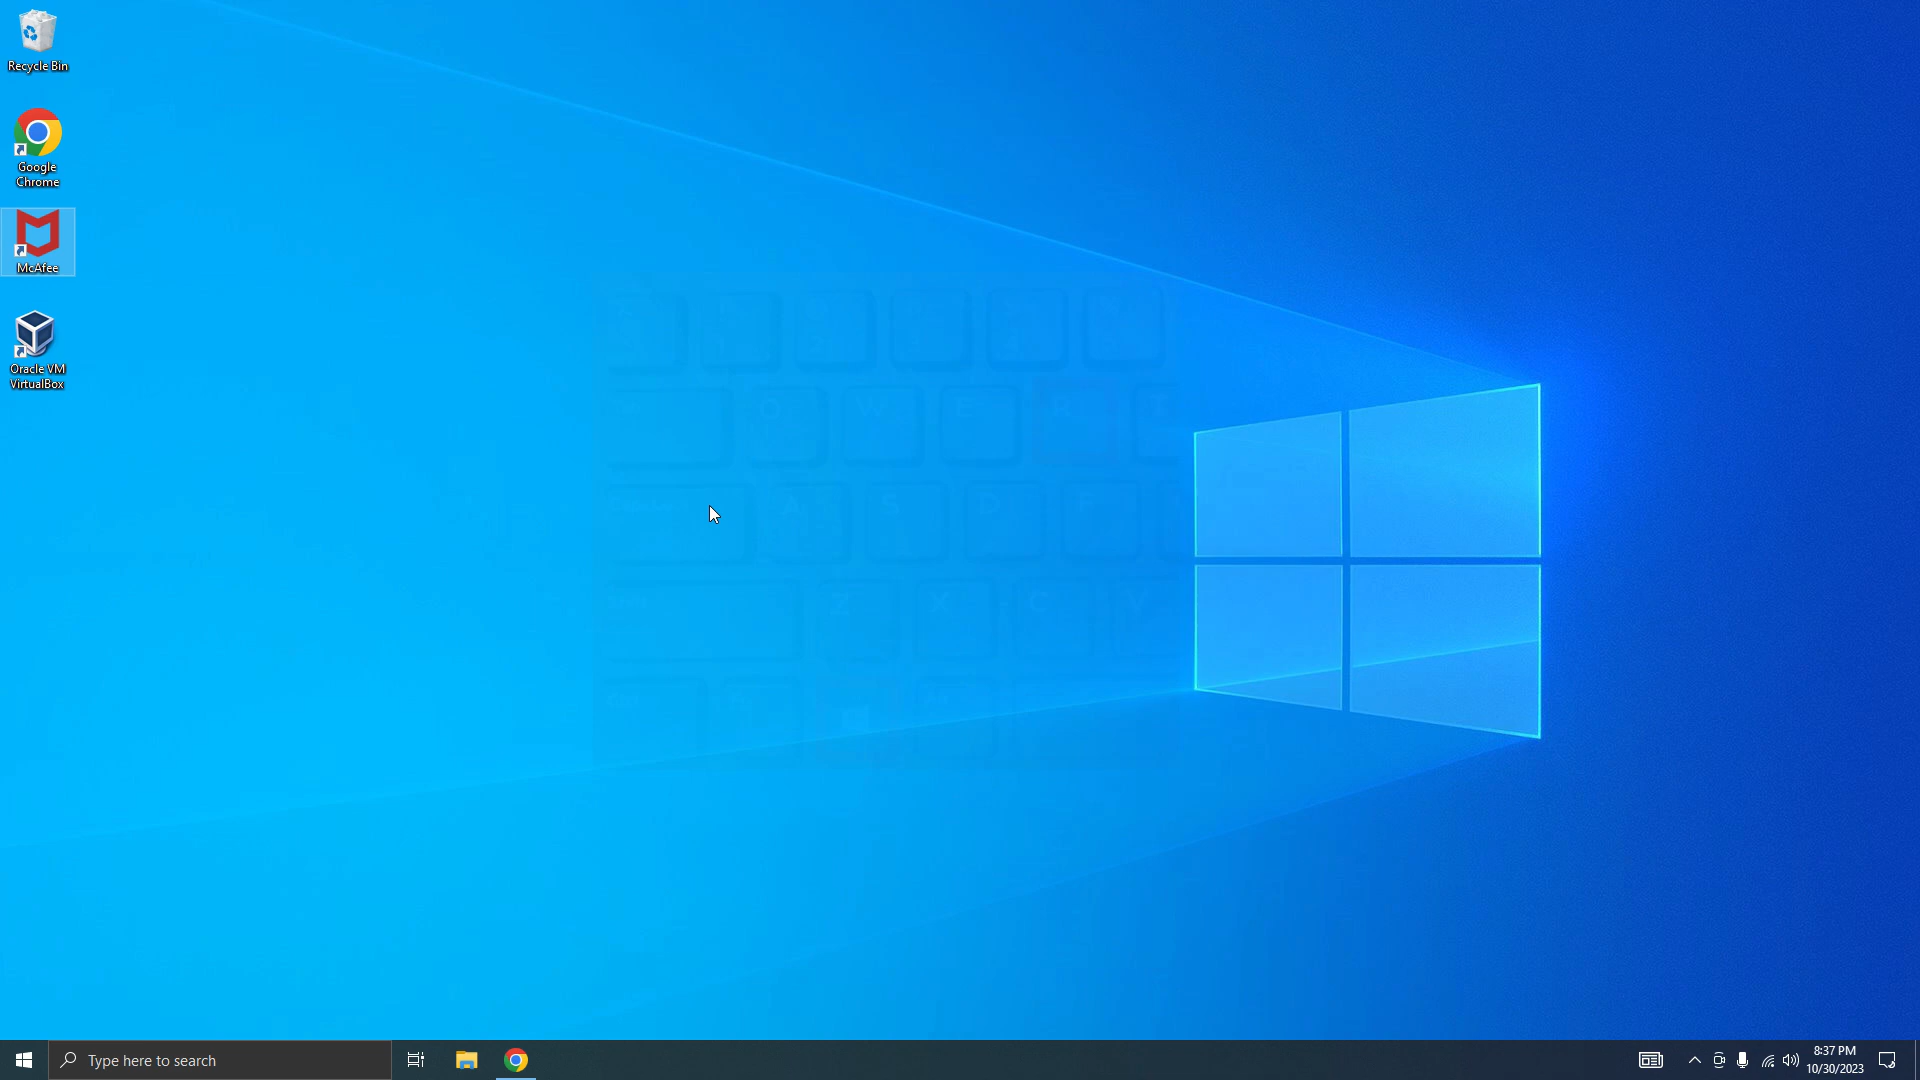 Recycle Bin
Google
Chrome
McAfee
Oracle VM
VirtualBox
Q W E R
A S D F
Z X C V
Type here to search
8:37 PM
10/30/2023